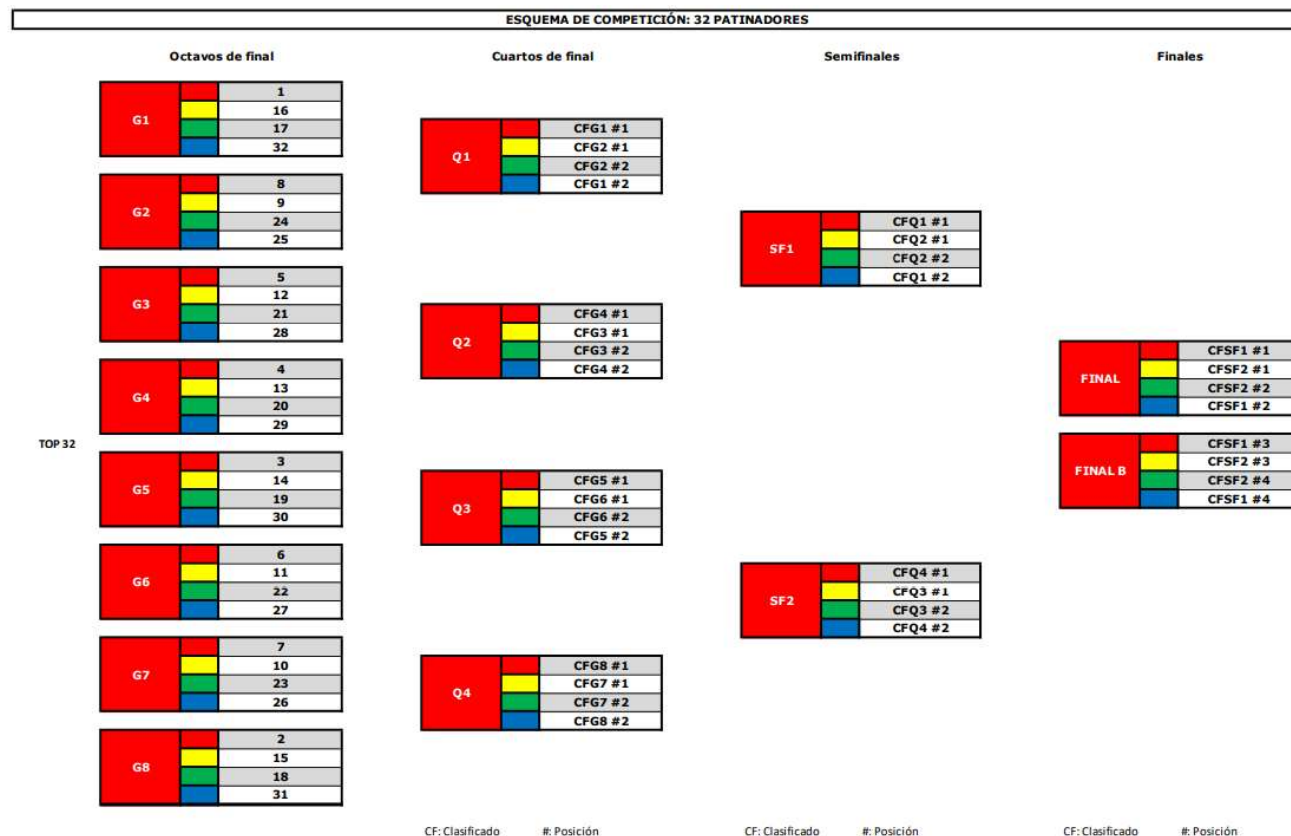 ESQUEMA DE COMPETICIÓN: 32 PATINADORES
Octavos de final
Cuartos de final
Semifinales
Finales
TOP 32
G1
1
16
17
32
G2
8
9
24
25
G3
5
12
21
28
G4
4
13
20
29
G5
3
14
19
30
G6
6
11
22
27
G7
7
10
23
26
G8
2
15
18
31
Q1
CFG1 #1
CFG2 #1
CFG2 #2
CFG1 #2
Q2
CFG4 #1
CFG3 #1
CFG3 #2
CFG4 #2
Q3
CFG5 #1
CFG6 #1
CFG6 #2
CFG5 #2
Q4
CFG8 #1
CFG7 #1
CFG7 #2
CFG8 #2
SF1
CFQ1 #1
CFQ2 #1
CFQ2 #2
CFQ1 #2
SF2
CFQ4 #1
CFQ3 #1
CFQ3 #2
CFQ4 #2
FINAL
CFSF1 #1
CFSF2 #1
CFSF2 #2
CFSF1 #2
FINAL B
CFSF1 #3
CFSF2 #3
CFSF2 #4
CFSF1 #4
CF: Clasificado #: Posición
CF: Clasificado #: Posición
CF: Clasificado #: Posición